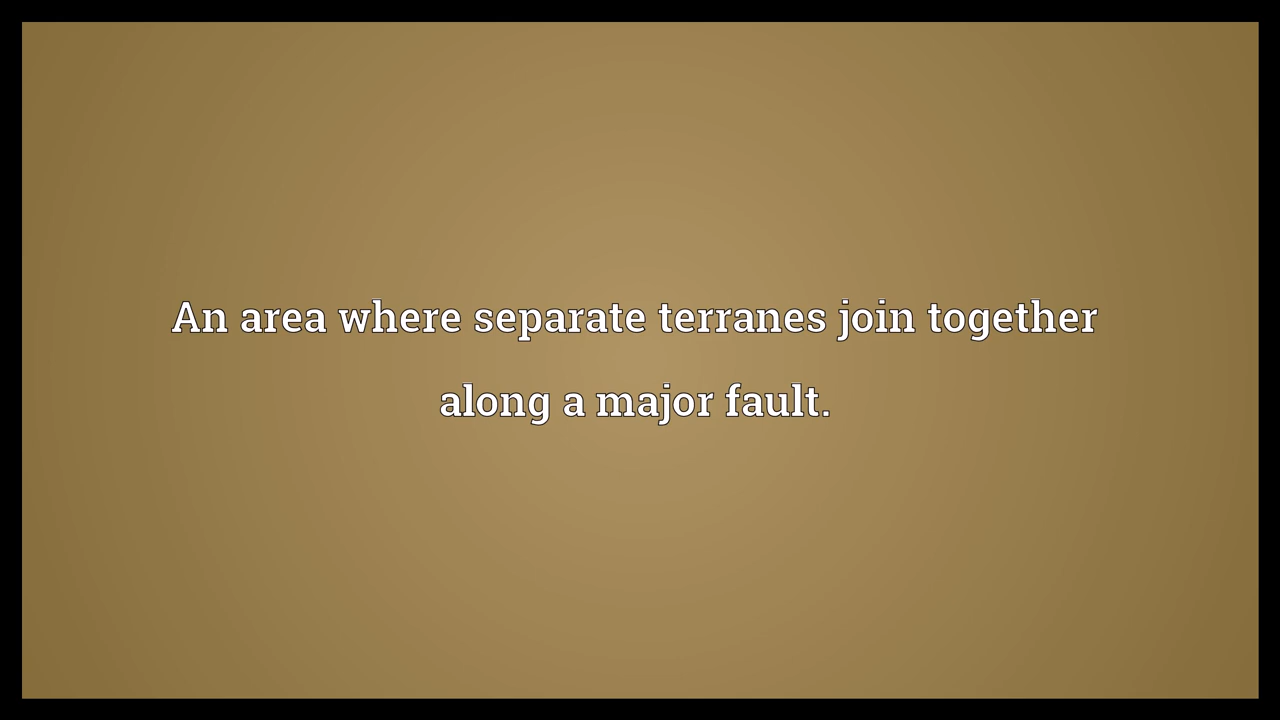 An area where separate terranes join together
along a major fault.